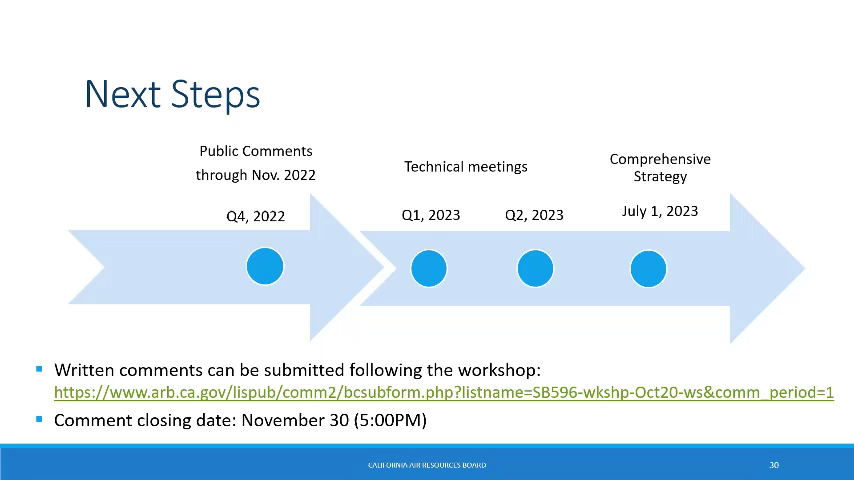 Next Steps
Public Comments
through Nov. 2022
Technical meetings
Comprehensive
Strategy
Q4, 2022
Q1, 2023
Q2, 2023
July 1, 2023
Written comments can be submitted following the workshop:
https://www.arb.ca.gov/lispub/comm2/bcsubform.php?listname=SB596-wkshp-Oct20-ws&comm_period=1
Comment closing date: November 30 (5:00PM)
CALIFORNIA AIR RESOURCES BOARD
30